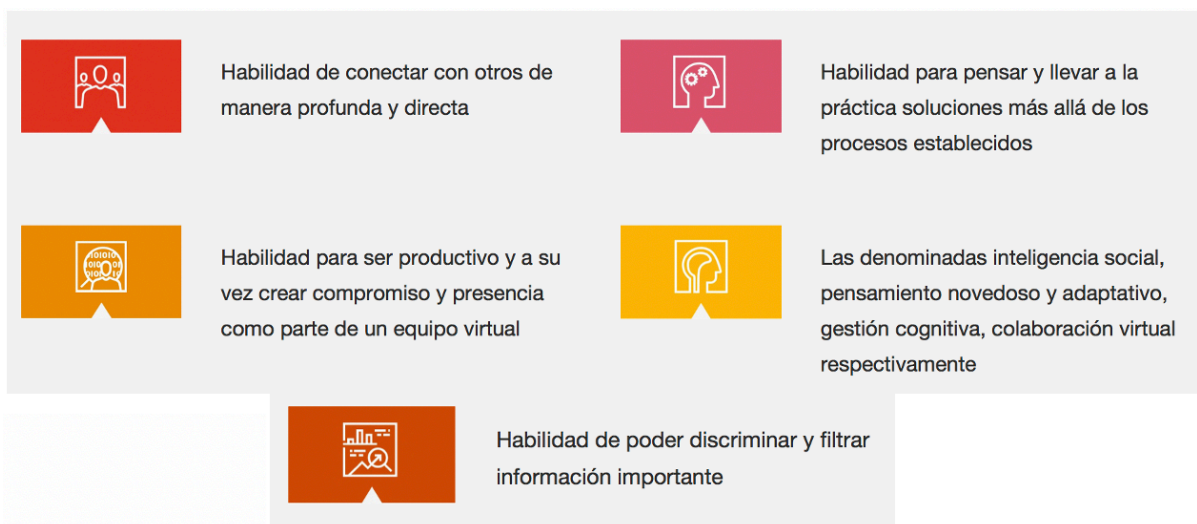 Habilidad de conectar con otros de
manera profunda y directa
Habilidad para pensar y llevar a la
práctica soluciones más allá de los
procesos establecidos
Habilidad para ser productivo y a su
vez crear compromiso y presencia
como parte de un equipo virtual
Las denominadas inteligencia social,
pensamiento novedoso y adaptativo,
gestión cognitiva, colaboración virtual
respectivamente
Habilidad de poder discriminar y filtrar
información importante